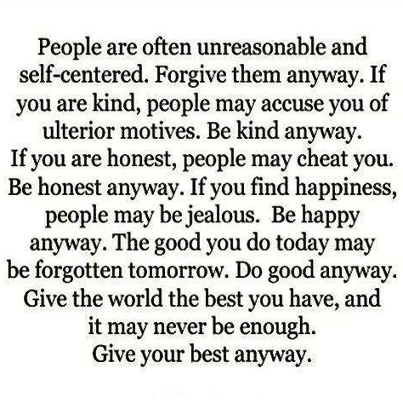 People are often unreasonable and
self-centered. Forgive them anyway. If
you are kind, people may accuse you of
ulterior motives. Be kind anyway.
If you are honest, people may cheat you.
Be honest anyway. If you find happiness,
people may be jealous.  Be happy
anyway. The good you do today may
be forgotten tomorrow. Do good anyway.
Give the world the best you have, and
it may never be enough.
Give your best anyway.